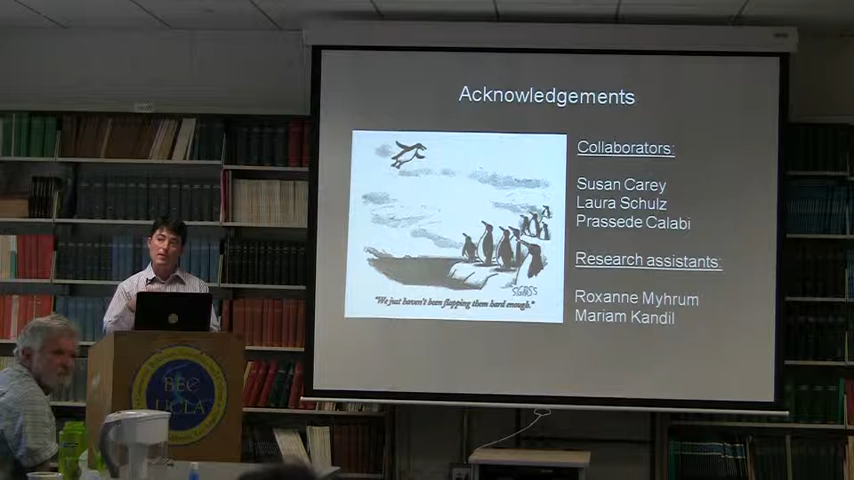 Acknowledgements
"We just haven't been flapping them hard enough."
Collaborators:
Susan Carey
Laura Schulz
Prassede Calabi
Research assistants:
Roxanne Myhrum
Mariam Kandil
BEC
UCLA